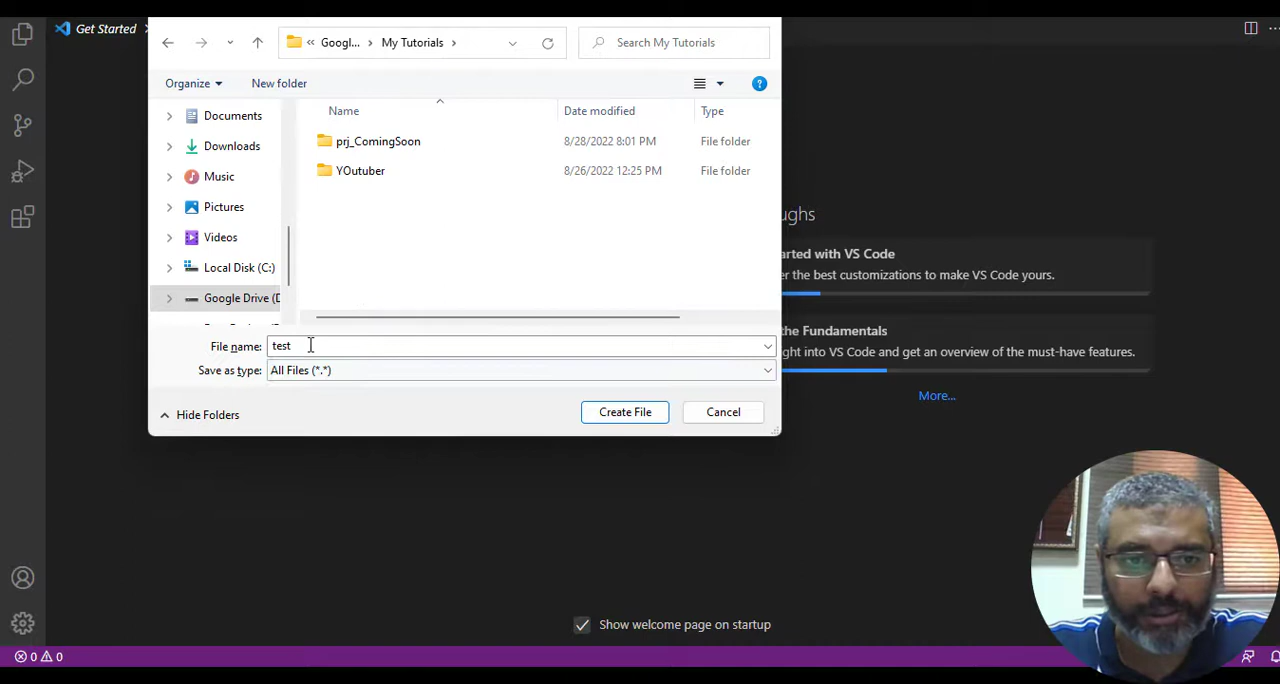 Get Started
Googl... > My Tutorials >
Search My Tutorials
Organize
New folder
Name
Date modified
Type
Documents
Downloads
Music
Pictures
Videos
Local Disk (C:)
Google Drive (D
prj_ComingSoon
8/28/2022 8:01 PM
File folder
YOutuber
8/26/2022 12:25 PM
File folder
File name:
test
Save as type:
All Files (*.*)
Hide Folders
Create File
Cancel
ughs
arted with VS Code
er the best customizations to make VS Code yours.
the Fundamentals
ght into VS Code and get an overview of the must-have features.
More...
Show welcome page on startup
0 0